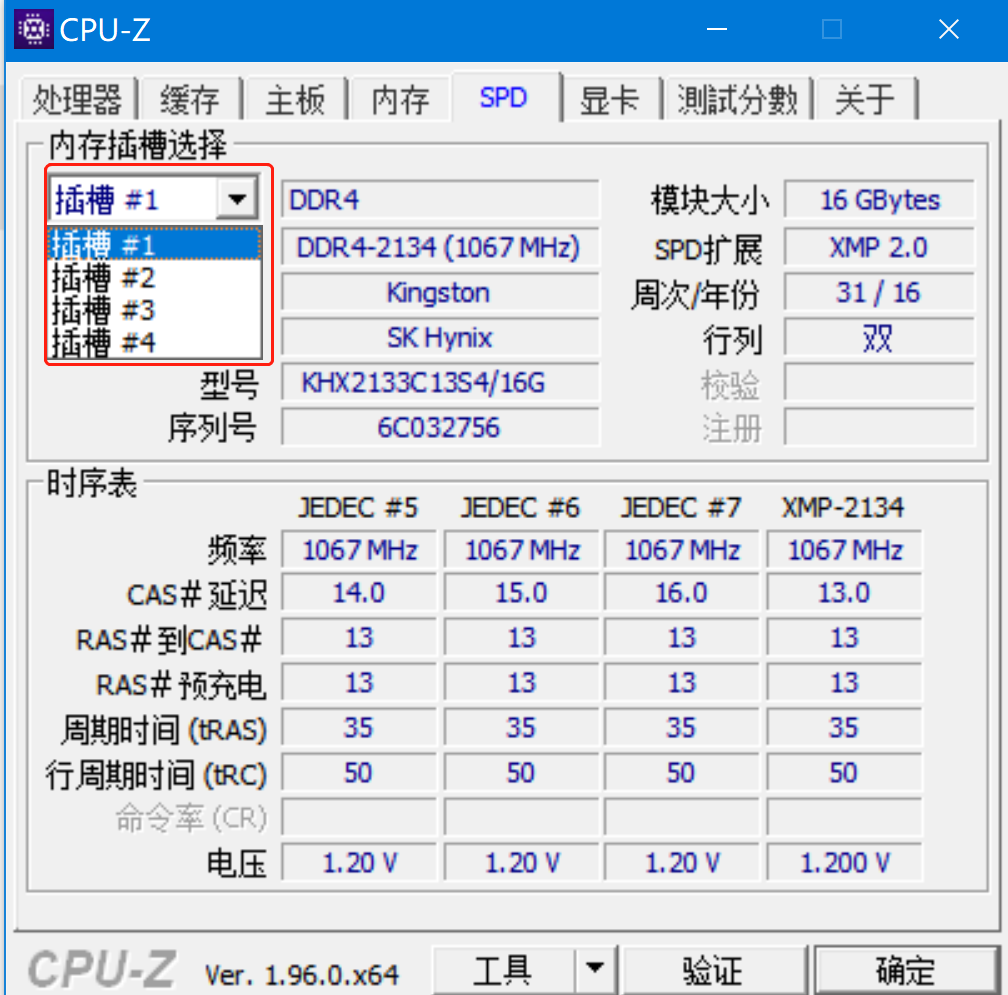 CPU-Z
处理器 缓存 主板 内存 SPD 显卡 測試分數 关于
内存插槽选择
插槽 #1 DDR4 模块大小 16 GBytes
插槽 #1 DDR4-2134 (1067 MHz) SPD扩展 XMP 2.0
插槽 #2
插槽 #3 Kingston 周次/年份 31 / 16
插槽 #4 SK Hynix 行列 双
型号 KHX2133C13S4/16G 校验
序列号 6C032756 注册
时序表
JEDEC #5 JEDEC #6 JEDEC #7 XMP-2134
频率 1067 MHz 1067 MHz 1067 MHz 1067 MHz
CAS# 延迟 14.0 15.0 16.0 13.0
RAS# 到CAS# 13 13 13 13
RAS# 预充电 13 13 13 13
周期时间 (tRAS) 35 35 35 35
行周期时间 (tRC) 50 50 50 50
命令率 (CR)
电压 1.20 V 1.20 V 1.20 V 1.200 V
CPU-Z Ver. 1.96.0.x64 工具 验证 确定